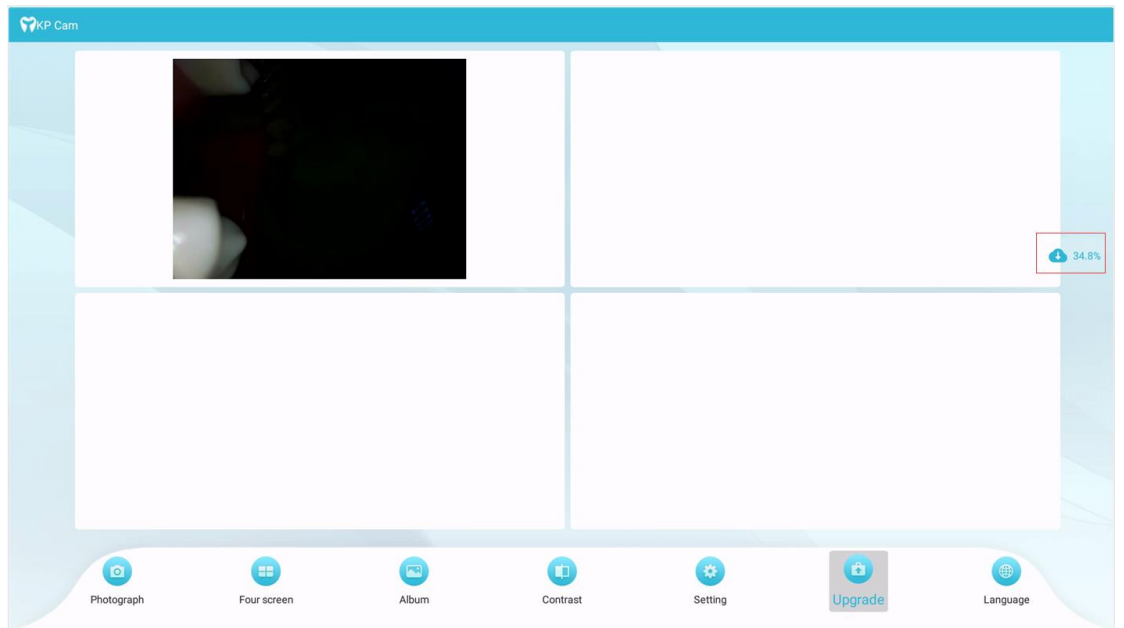 KP Cam
34.8%
Photograph
Four screen
Album
Contrast
Setting
Upgrade
Language